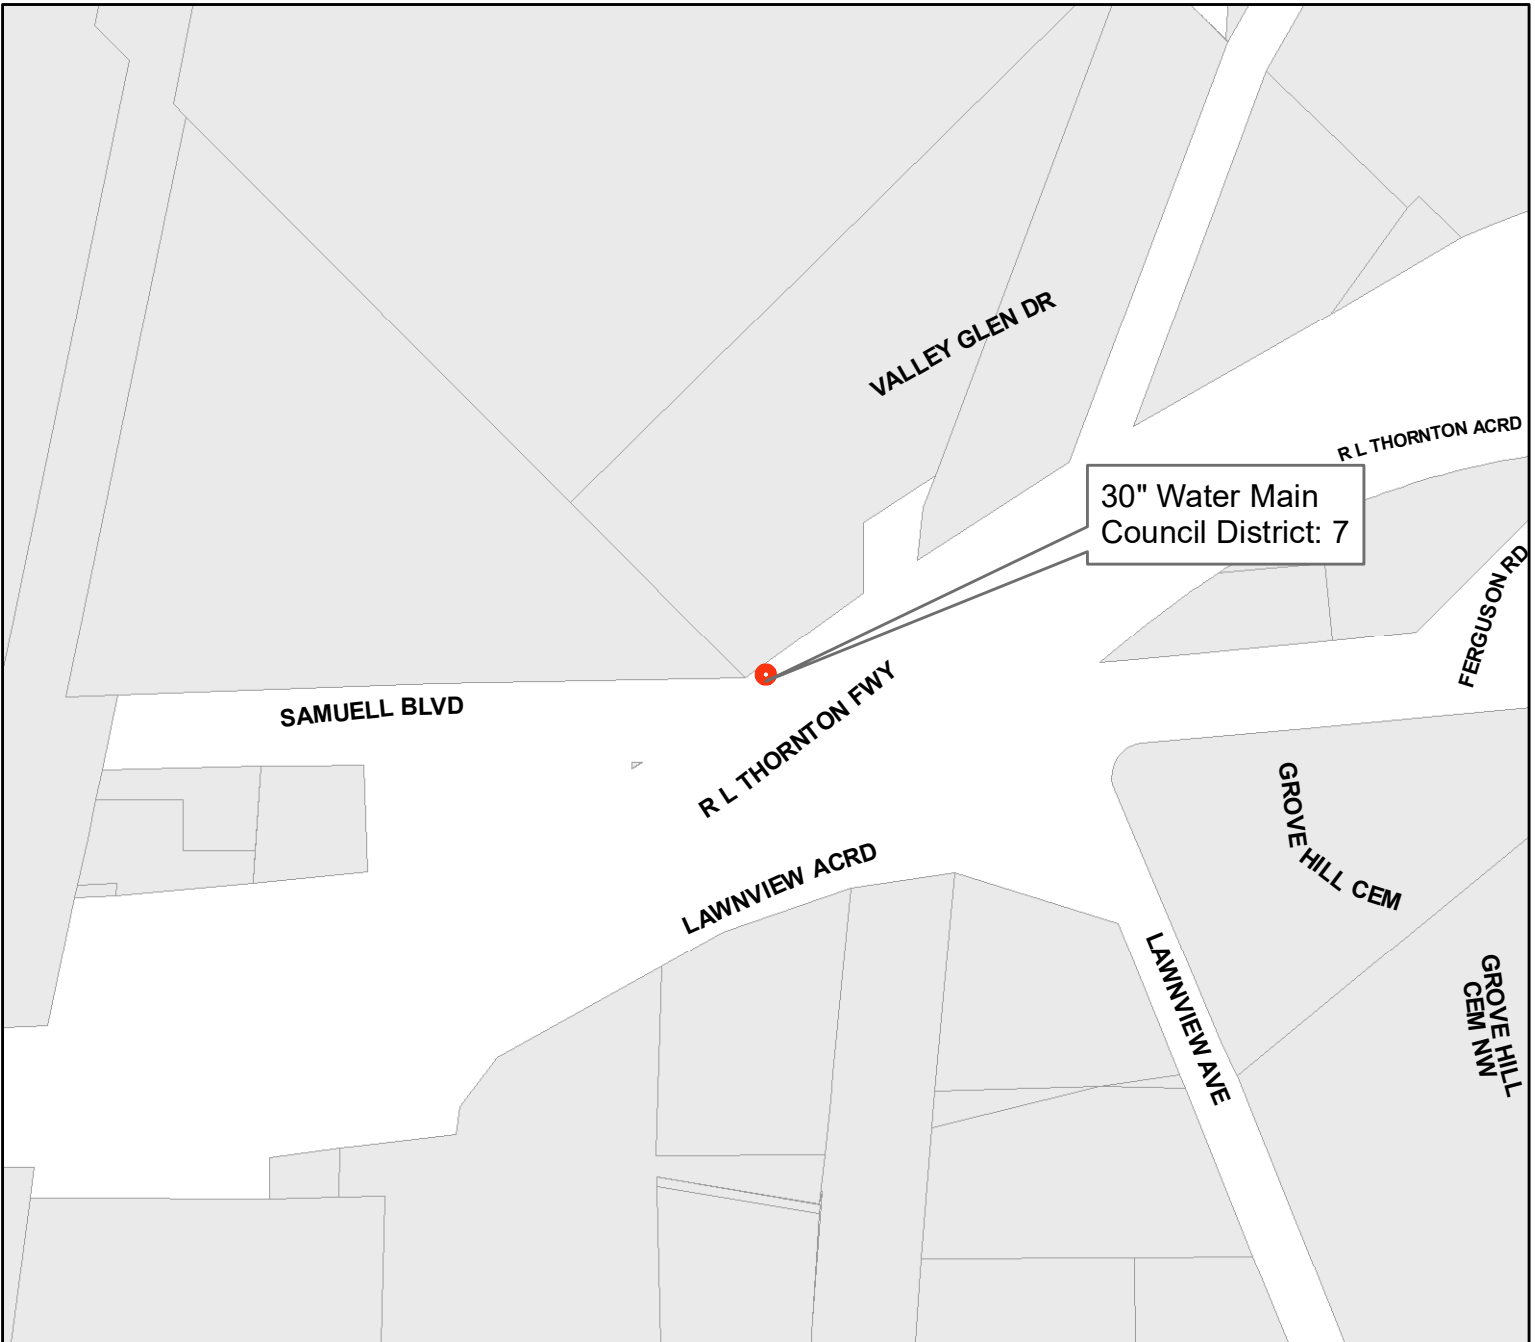 VALLEY GLEN DR
R L THORNTON ACRD
30" Water Main
Council District: 7
FERGUSON RD
SAMUELL BLVD
R L THORNTON FWY
GROVE HILL CEM
LAWNVIEW ACRD
LAWNVIEW AVE
GROVE HILL
CEM NW